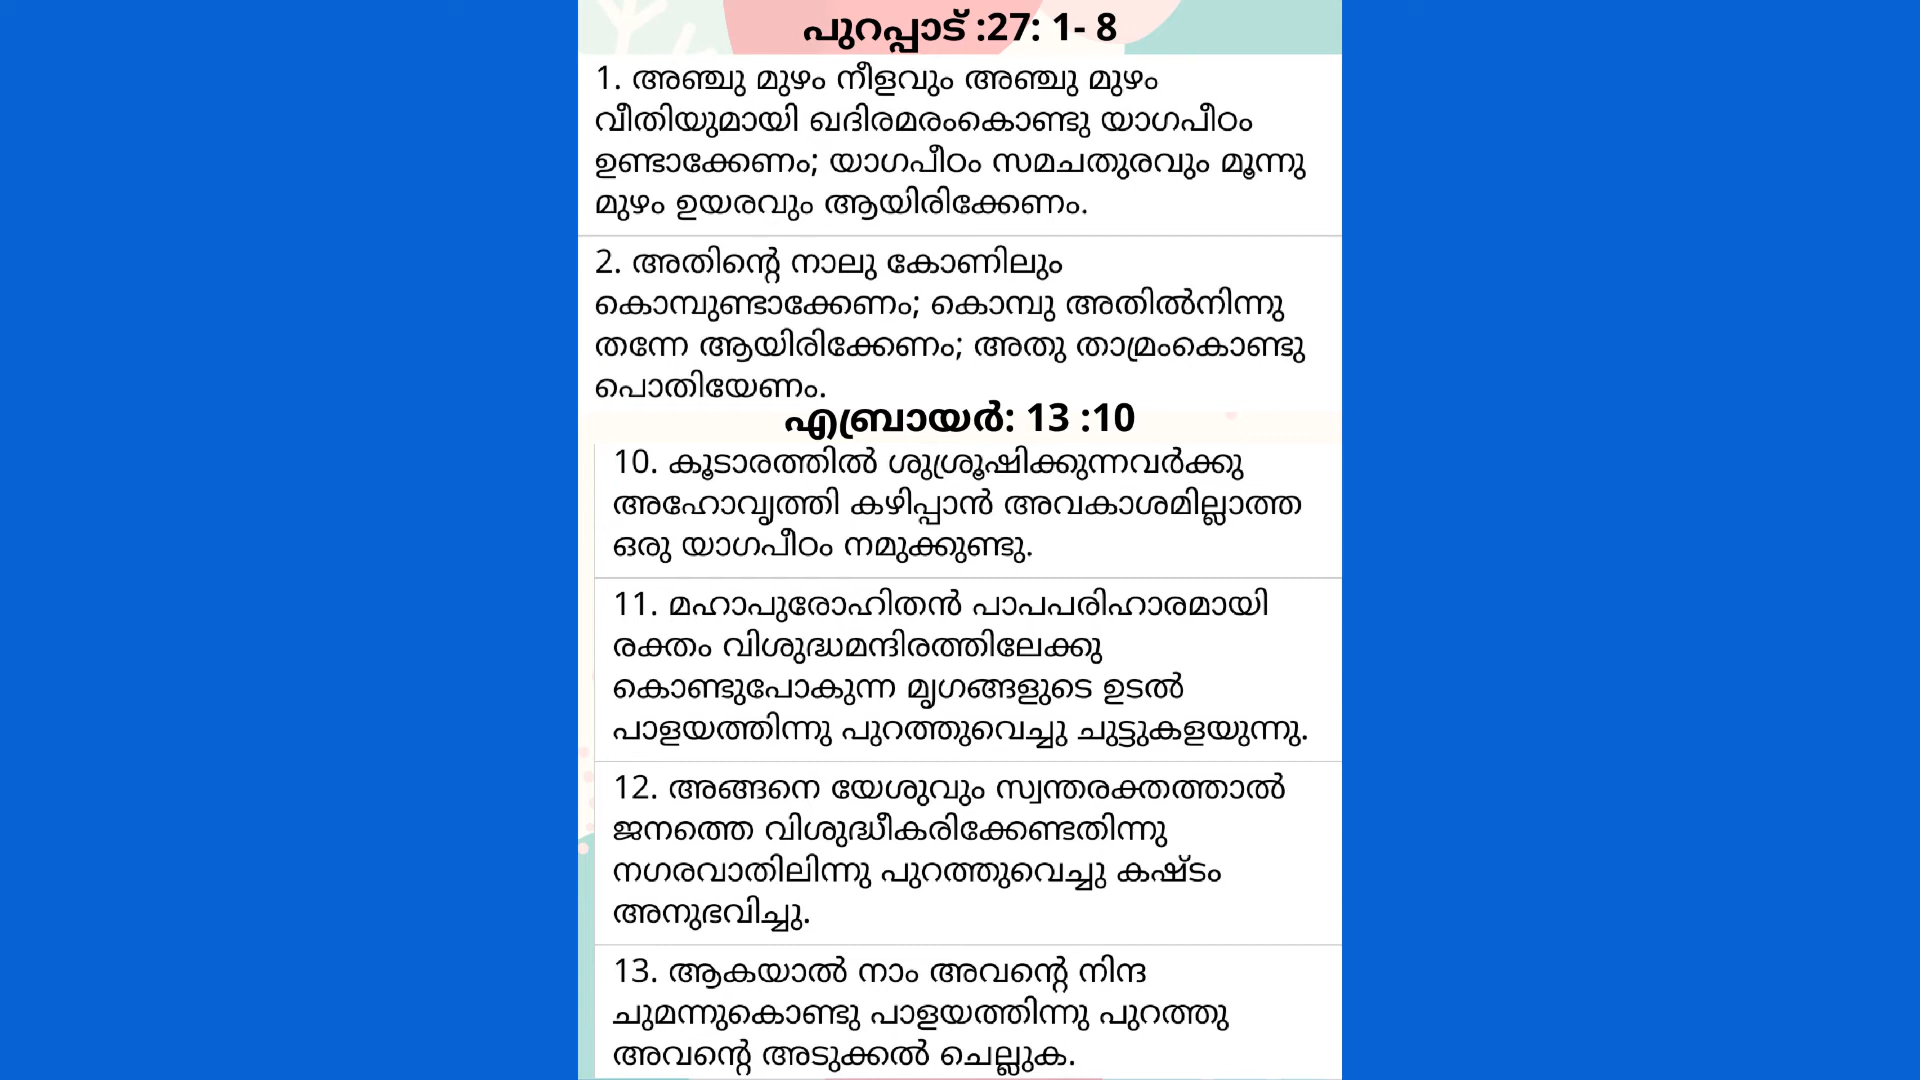 പുറപ്പാട് :27: 1- 8
1. അഞ്ചു മുഴം നീളവും അഞ്ചു മുഴം
വീതിയുമായി ഖദിരമരംകൊണ്ടു യാഗപീഠം
ഉണ്ടാക്കേണം; യാഗപീഠം സമചതുരവും മൂന്നു
മുഴം ഉയരവും ആയിരിക്കേണം.
2. അതിന്റെ നാലു കോണിലും
കൊമ്പുണ്ടാക്കേണം; കൊമ്പു അതിൽനിന്നു
തന്നേ ആയിരിക്കേണം; അതു താമ്രംകൊണ്ടു
പൊതിയേണം.
എബ്രായർ: 13 :10
10. കൂടാരത്തിൽ ശുശ്രൂഷിക്കുന്നവർക്കു
അഹോവൃത്തി കഴിപ്പാൻ അവകാശമില്ലാത്ത
ഒരു യാഗപീഠം നമുക്കുണ്ടു.
11. മഹാപുരോഹിതൻ പാപപരിഹാരമായി
രക്തം വിശുദ്ധമന്ദിരത്തിലേക്കു
കൊണ്ടുപോകുന്ന മൃഗങ്ങളുടെ ഉടൽ
പാളയത്തിന്നു പുറത്തുവെച്ചു ചുട്ടുകളയുന്നു.
12. അങ്ങനെ യേശുവും സ്വന്തരക്തത്താൽ
ജനത്തെ വിശുദ്ധീകരിക്കേണ്ടതിന്നു
നഗരവാതിലിന്നു പുറത്തുവെച്ചു കഷ്ടം
അനുഭവിച്ചു.
13. ആകയാൽ നാം അവന്റെ നിന്ദ
ചുമന്നുകൊണ്ടു പാളയത്തിന്നു പുറത്തു
അവന്റെ അടുക്കൽ ചെല്ലുക.